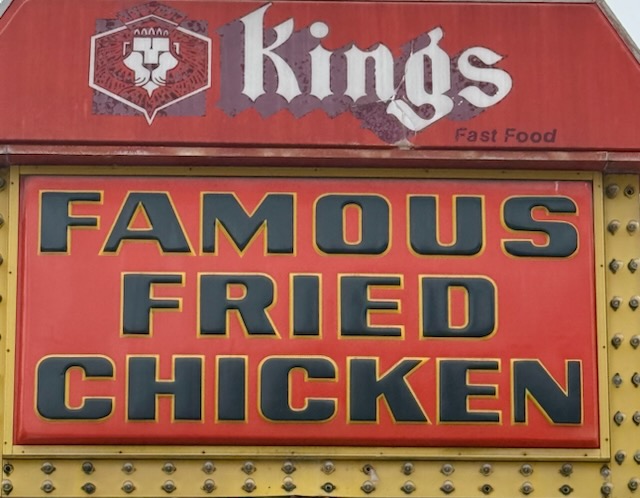 Kings
Fast Food
FAMOUS
FRIED
CHICKEN